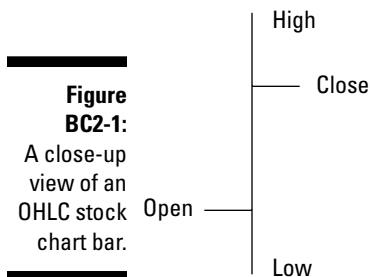 High
Close
Figure
BC2-1:
A close-up
view of an
OHLC stock
chart bar.
Open
Low